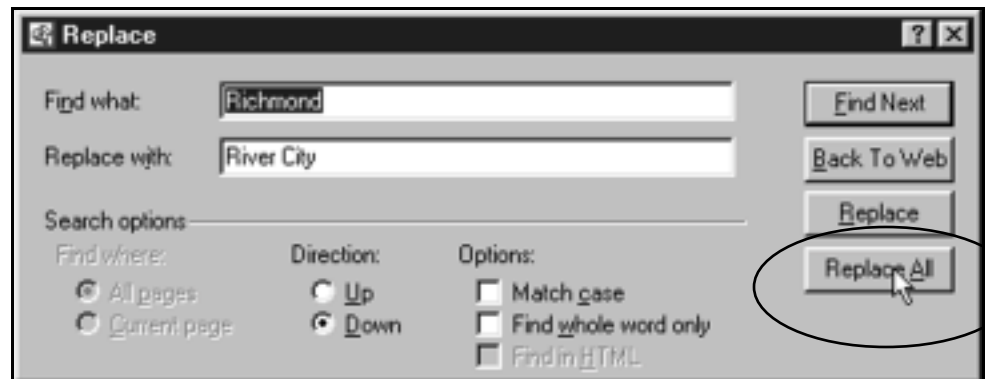 Replace
Find what: Richmond Find Next
Replace with: River City Back To Web
Search options Replace
Find where: Direction: Options: Replace All
All pages Up Match case
Current page Down Find whole word only
Find in HTML